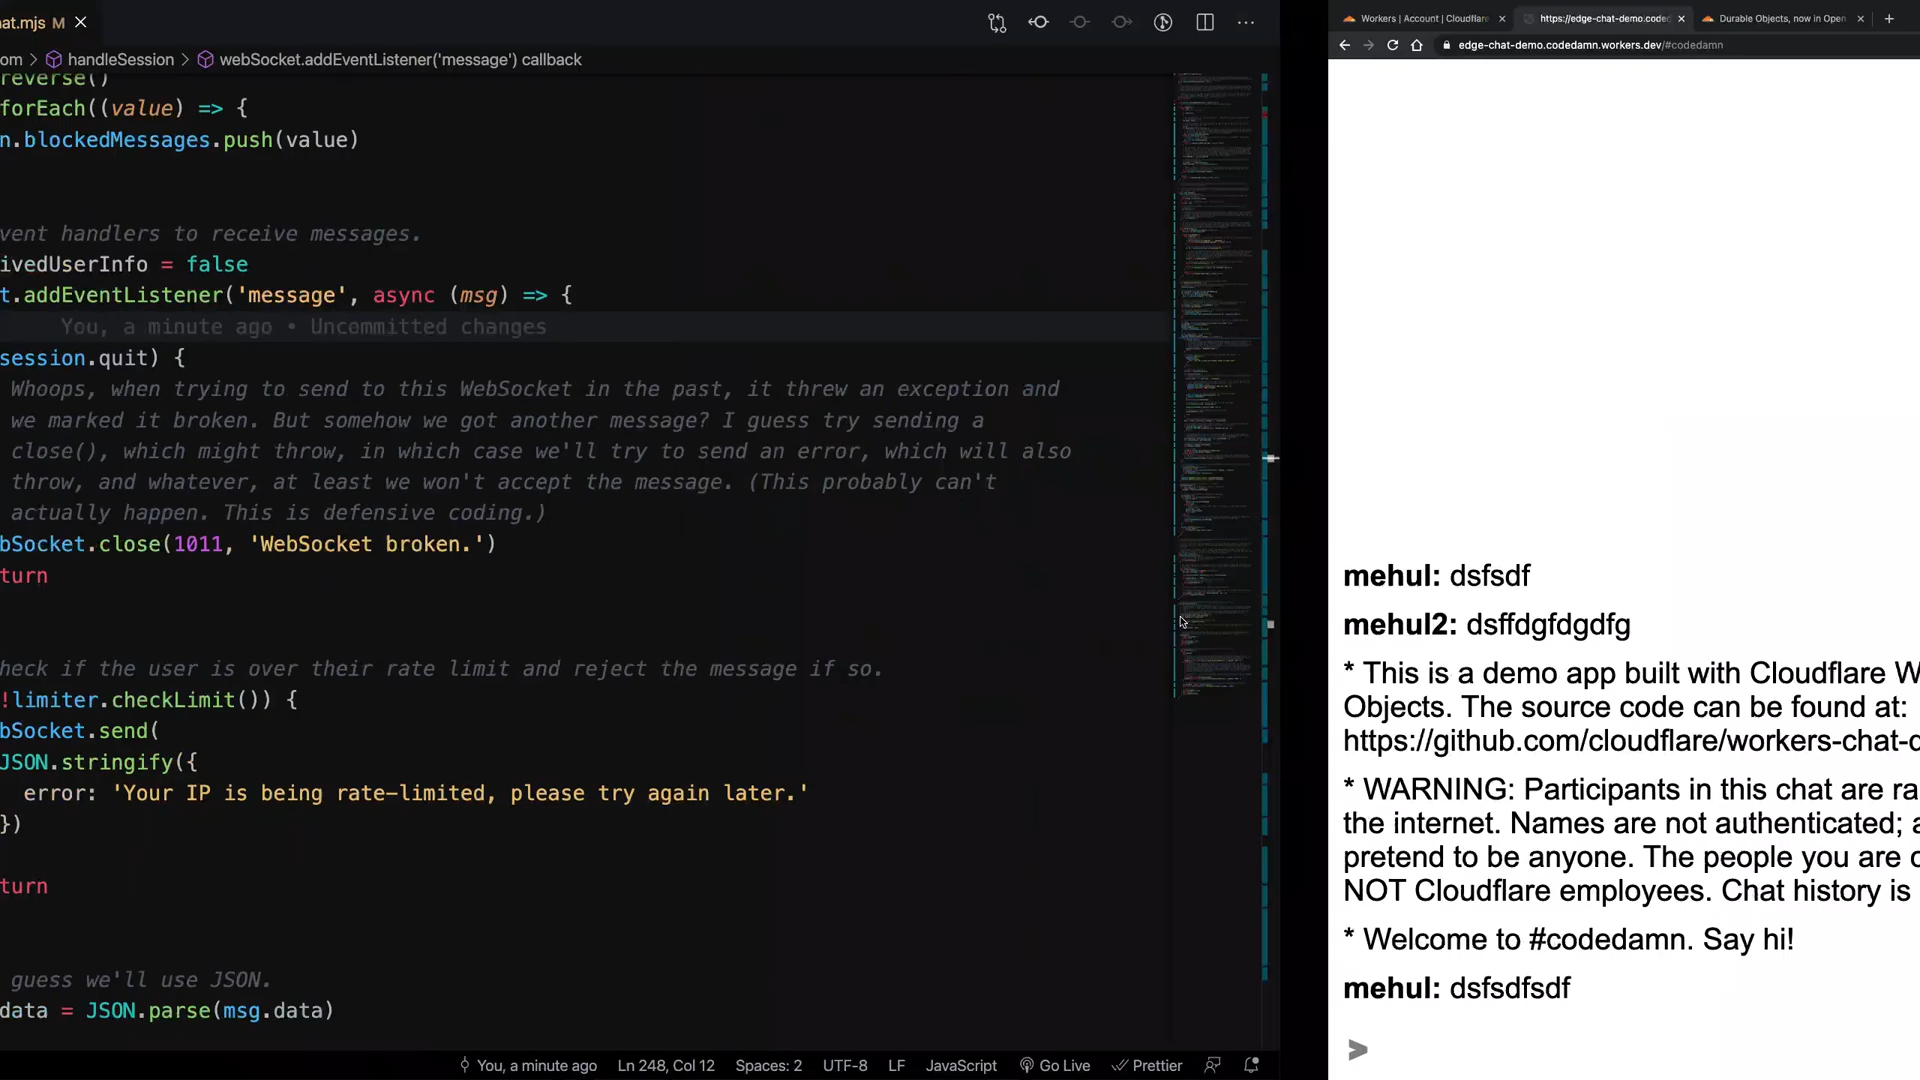 at.mjs M
om > handleSession > webSocket.addEventListener('message') callback
reverse()
forEach((value) => {
n.blockedMessages.push(value)
vent handlers to receive messages.
ivedUserInfo = false
t.addEventListener('message', async (msg) => {
You, a minute ago • Uncommitted changes
session.quit) {
Whoops, when trying to send to this WebSocket in the past, it threw an exception and
we marked it broken. But somehow we got another message? I guess try sending a
close(), which might throw, in which case we'll try to send an error, which will also
throw, and whatever, at least we won't accept the message. (This probably can't
actually happen. This is defensive coding.)
bSocket.close(1011, 'WebSocket broken.')
turn
heck if the user is over their rate limit and reject the message if so.
!limiter.checkLimit()) {
bSocket.send(
JSON.stringify({
error: 'Your IP is being rate-limited, please try again later.'
})
turn
guess we'll use JSON.
data = JSON.parse(msg.data)
You, a minute ago Ln 248, Col 12 Spaces: 2 UTF-8 LF JavaScript Go Live Prettier
Workers | Account | Cloudflare
https://edge-chat-demo.coded
Durable Objects, now in Open
edge-chat-demo.codedamn.workers.dev/#codedamn
mehul: dsfsdf
mehul2: dsffdgfdgdfg
* This is a demo app built with Cloudflare W
Objects. The source code can be found at:
https://github.com/cloudflare/workers-chat-d
* WARNING: Participants in this chat are ra
the internet. Names are not authenticated; a
pretend to be anyone. The people you are c
NOT Cloudflare employees. Chat history is
* Welcome to #codedamn. Say hi!
mehul: dsfsdfsdf
>